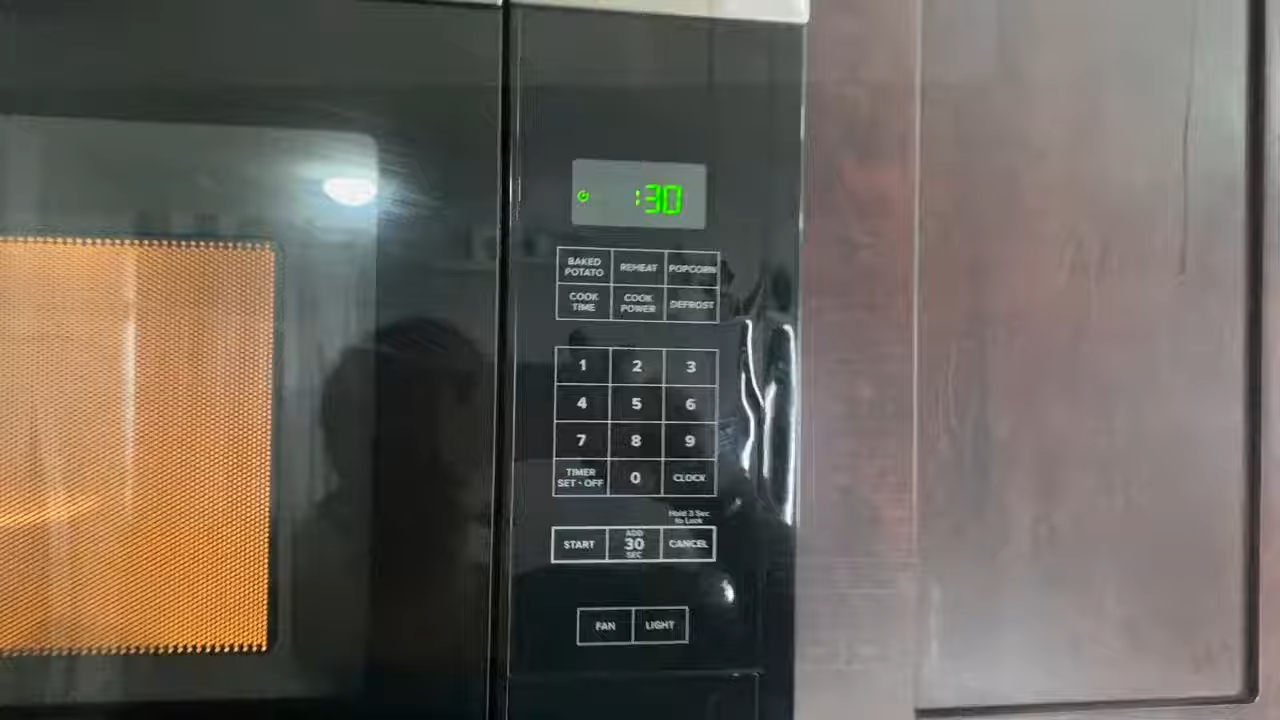 :30
BAKED
POTATO
REHEAT
POPCORN
COOK
TIME
COOK
POWER
DEFROST
1 2 3
4 5 6
7 8 9
TIMER
SET • OFF
0
CLOCK
Hold 3 Sec
to Lock
START
ADD
30
SEC
CANCEL
FAN LIGHT